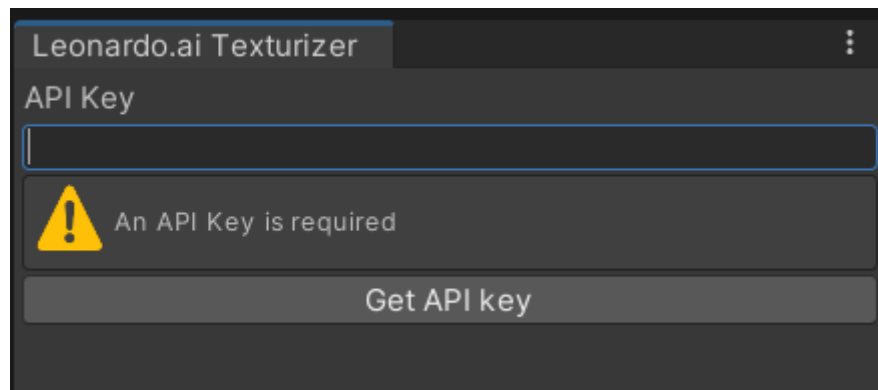 Leonardo.ai Texturizer
API Key
An API Key is required
Get API key